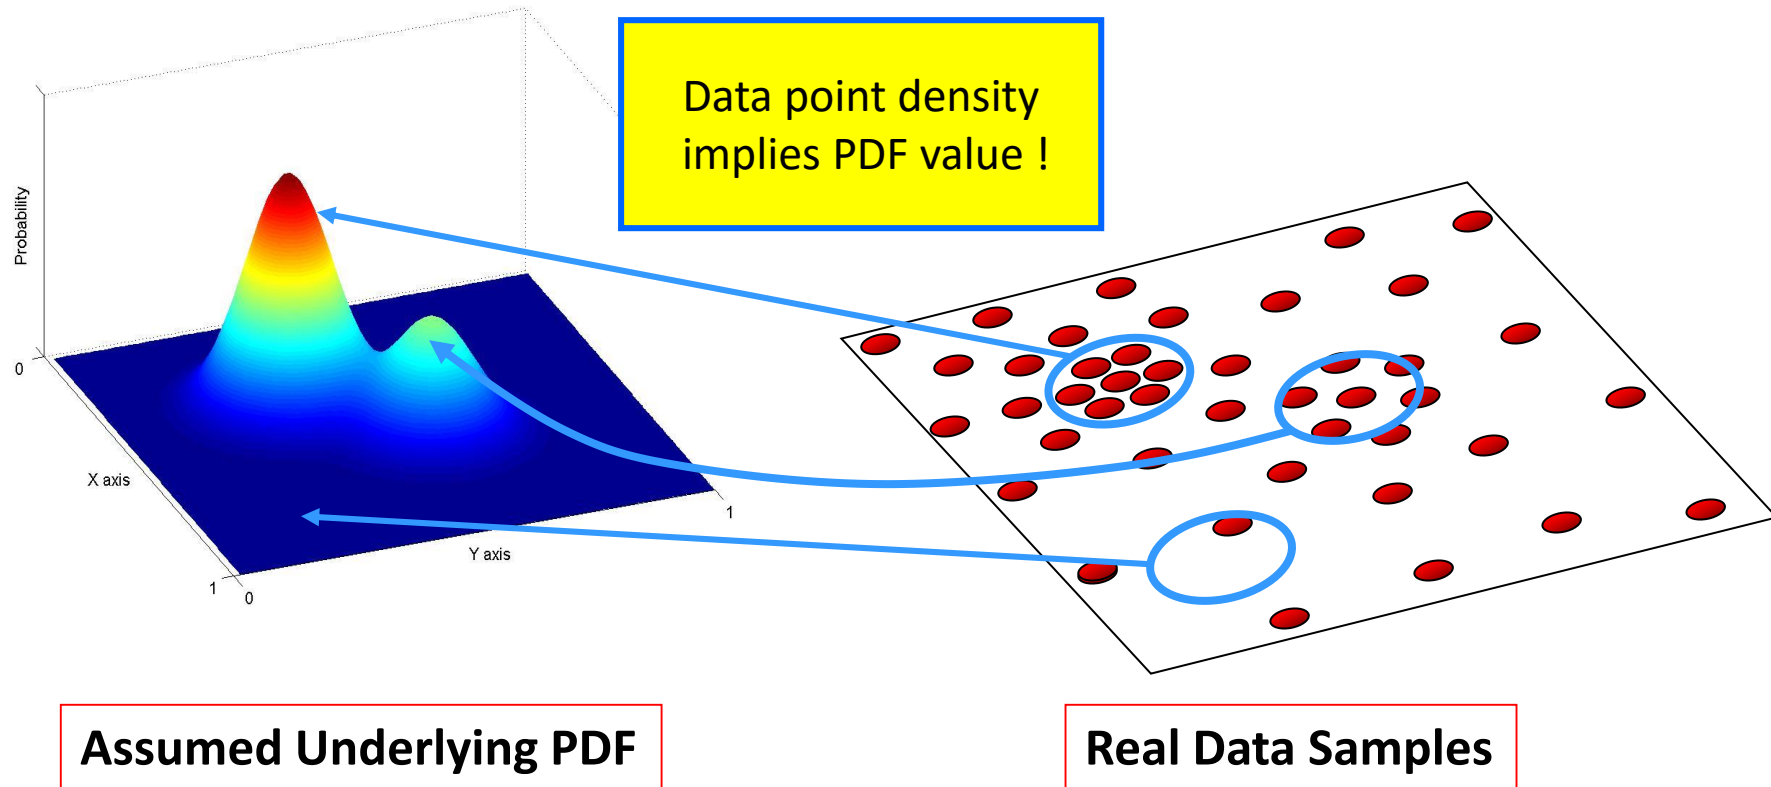 Data point density
implies PDF value !
Probability
0
X axis
1
0
Y axis
1
Assumed Underlying PDF
Real Data Samples